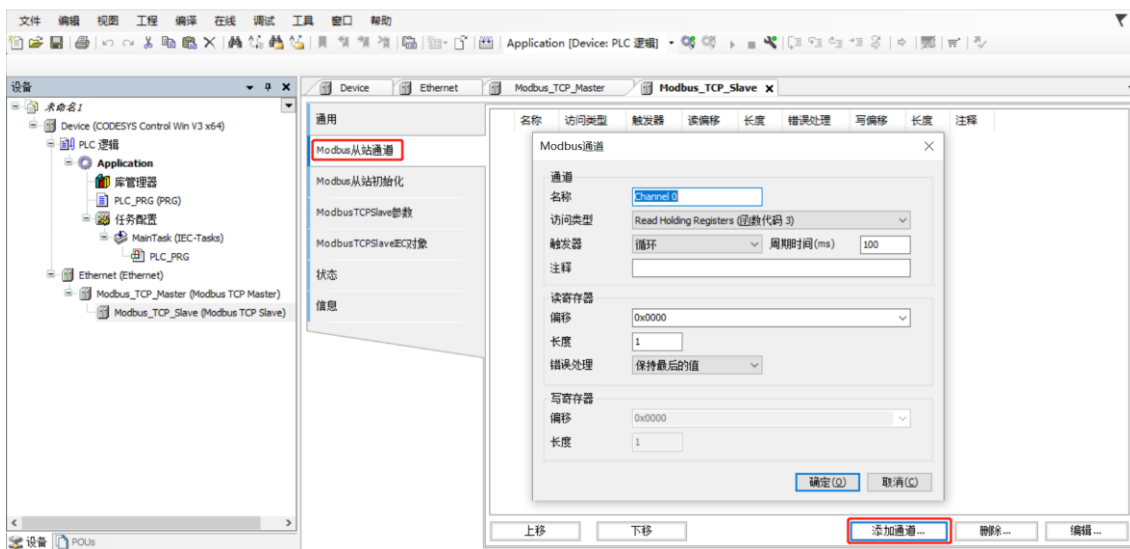 文件 编辑 视图 工程 编译 在线 调试 工具 窗口 帮助
Application [Device: PLC 逻辑]
设备
未命名1
Device (CODESYS Control Win V3 x64)
PLC 逻辑
Application
库管理器
PLC_PRG (PRG)
任务配置
MainTask (IEC-Tasks)
PLC_PRG
Ethernet (Ethernet)
Modbus_TCP_Master (Modbus TCP Master)
Modbus_TCP_Slave (Modbus TCP Slave)
设备 POUs
Device Ethernet Modbus_TCP_Master Modbus_TCP_Slave X
通用
Modbus从站通道
Modbus从站初始化
ModbusTCPSlave参数
ModbusTCPSlaveIEC对象
状态
信息
名称 访问类型 触发器 读偏移 长度 错误处理 写偏移 长度 注释
Modbus通道
通道
名称 Channel 0
访问类型 Read Holding Registers (函数代码 3)
触发器 循环 周期时间(ms) 100
注释
读寄存器
偏移 0x0000
长度 1
错误处理 保持最后的值
写寄存器
偏移 0x0000
长度 1
确定(O) 取消(C)
上移 下移 添加通道... 删除... 编辑...